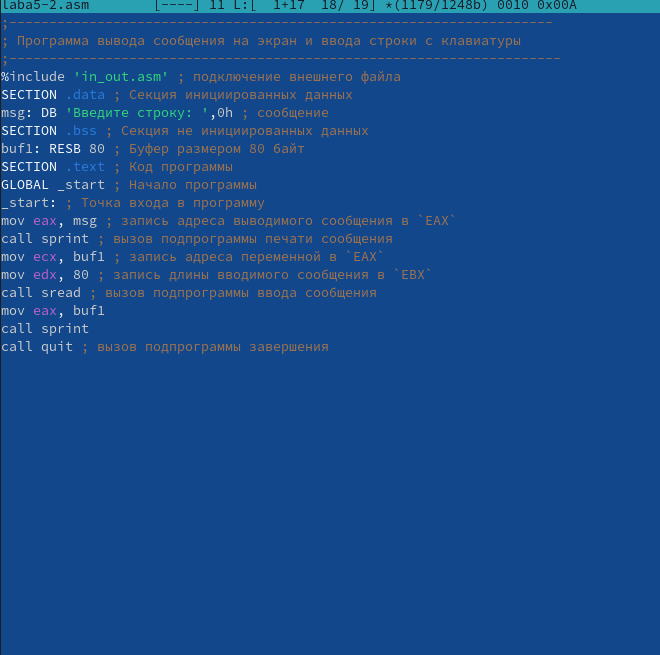 laba5-2.asm [----] 11 L:[ 1+17 18/ 19] *(1179/1248b) 0010 0x00A
;--------------------------------------------------------------------
; Программа вывода сообщения на экран и ввода строки с клавиатуры
;---------------------------------------------------------------------
%include 'in_out.asm' ; подключение внешнего файла
SECTION .data ; Секция инициированных данных
msg: DB 'Введите строку: ',0h ; сообщение
SECTION .bss ; Секция не инициированных данных
buf1: RESB 80 ; Буфер размером 80 байт
SECTION .text ; Код программы
GLOBAL _start ; Начало программы
_start: ; Точка входа в программу
mov eax, msg ; запись адреса выводимого сообщения в `EAX`
call sprint ; вызов подпрограммы печати сообщения
mov ecx, buf1 ; запись адреса переменной в `EAX`
mov edx, 80 ; запись длины вводимого сообщения в `EBX`
call sread ; вызов подпрограммы ввода сообщения
mov eax, buf1
call sprint
call quit ; вызов подпрограммы завершения